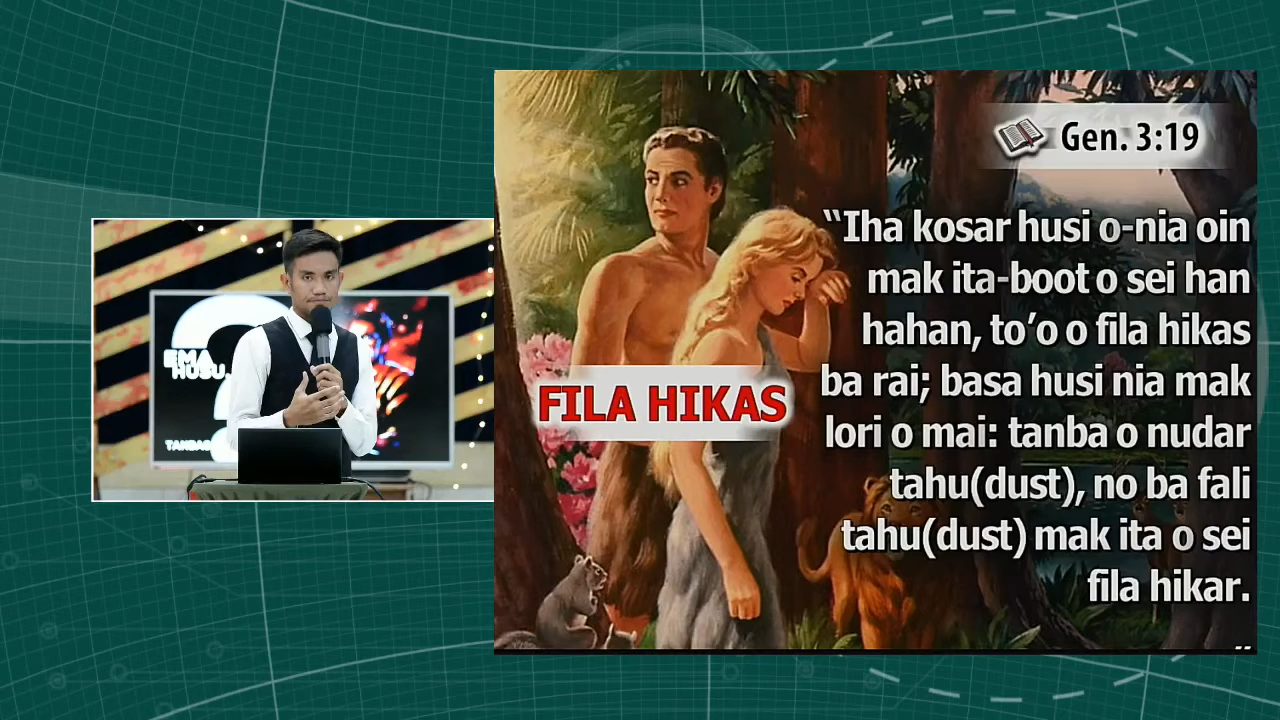 Gen. 3:19
“Iha kosar husi o-nia oin
mak ita-boot o sei han
hahan, to’o o fila hikas
ba rai; basa husi nia mak
lori o mai: tanba o nudar
tahu(dust), no ba fali
tahu(dust) mak ita o sei
fila hikar.
”
FILA HIKAS
EMA
HUSU